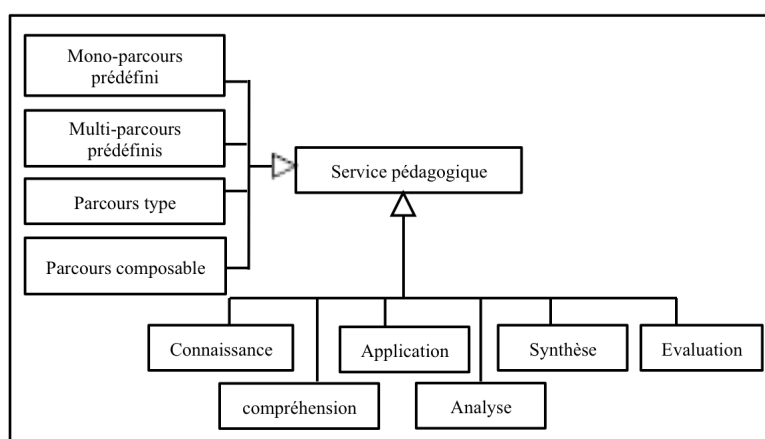 Mono-parcours
prédéfini
Multi-parcours
prédéfinis
Service pédagogique
Parcours type
Parcours composable
Connaissance
Application
Synthèse
Evaluation
compréhension
Analyse